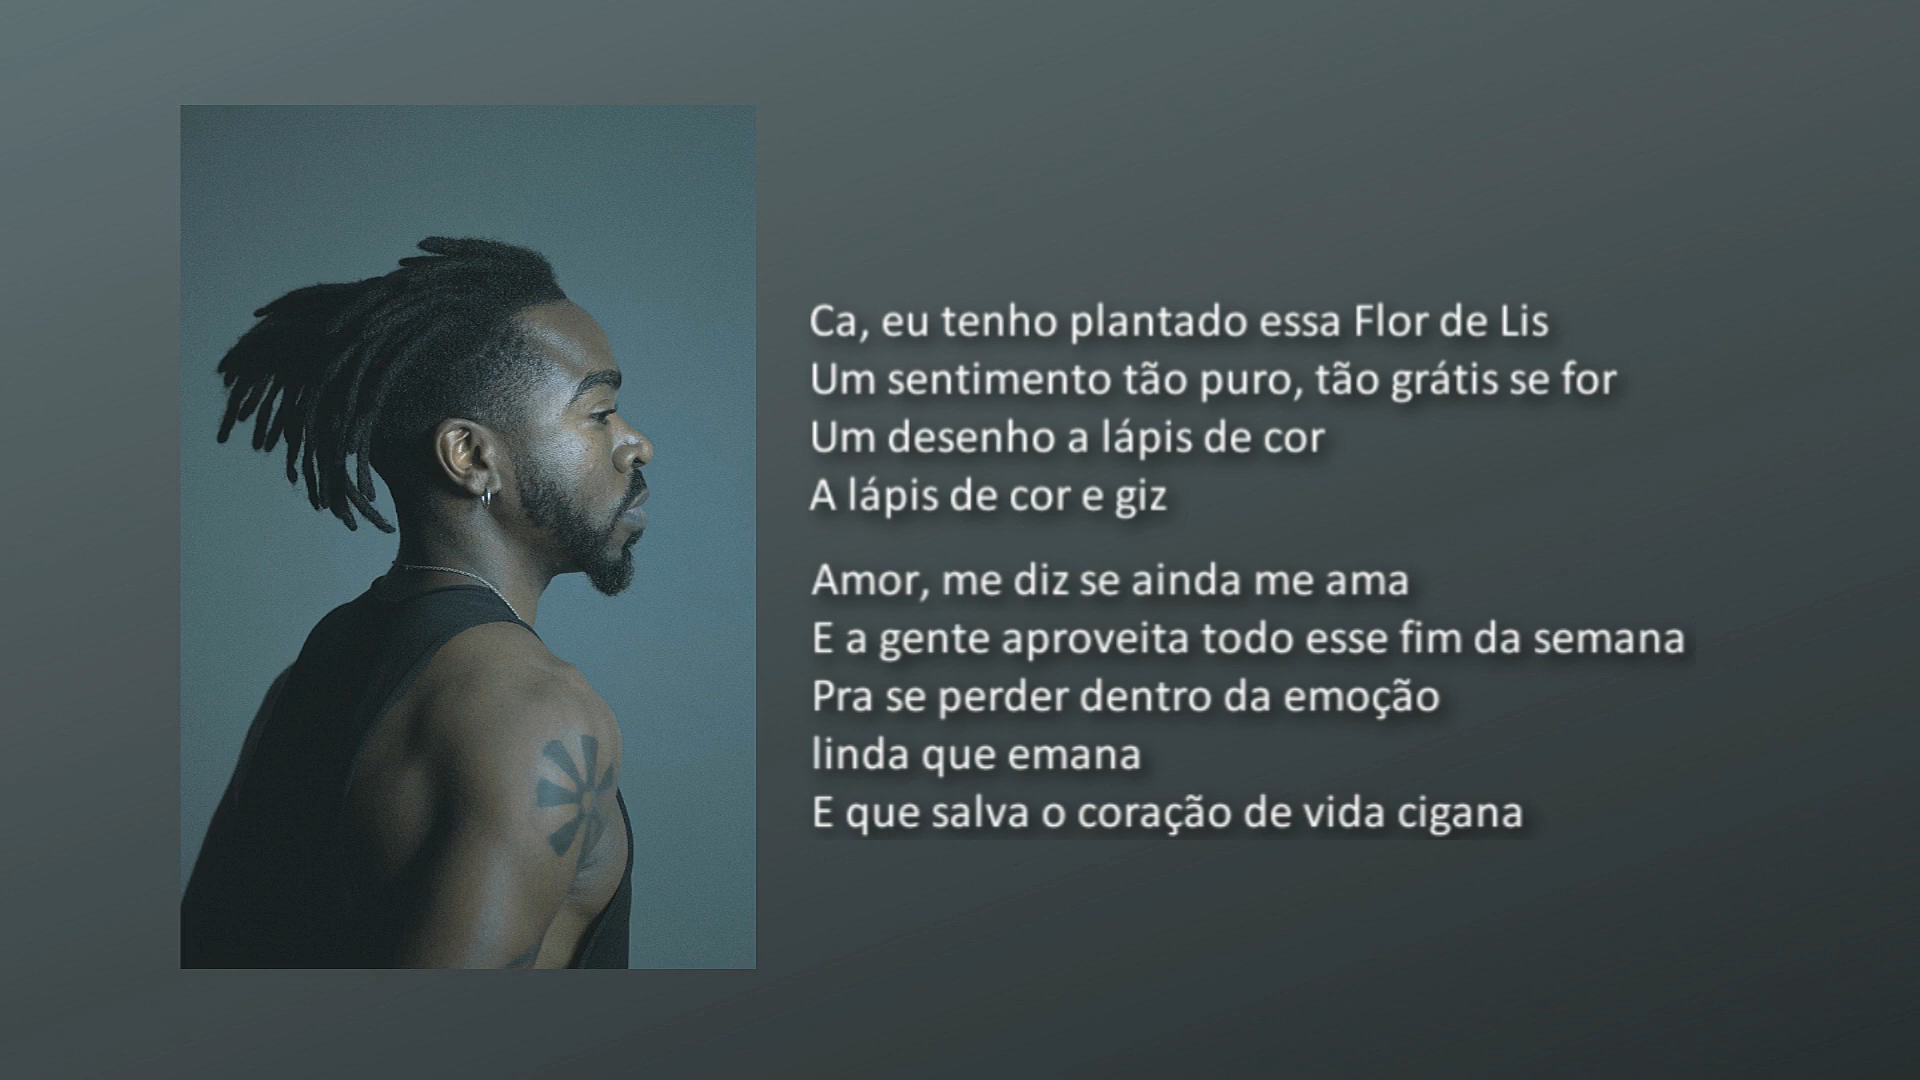 Ca, eu tenho plantado essa Flor de Lis
Um sentimento tão puro, tão grátis se for
Um desenho a lápis de cor
A lápis de cor e giz
Amor, me diz se ainda me ama
E a gente aproveita todo esse fim da semana
Pra se perder dentro da emoção
linda que emana
E que salva o coração de vida cigana